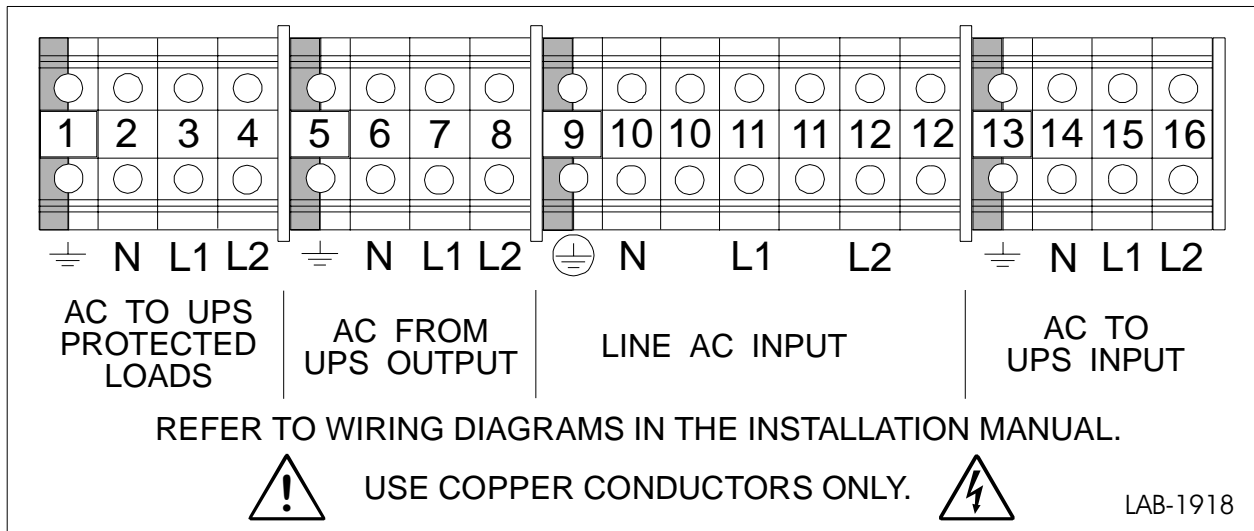 1 2 3 4 5 6 7 8 9 10 10 11 11 12 12 13 14 15 16
N L1 L2 N L1 L2 N L1 L2 N L1 L2
AC TO UPS
PROTECTED
LOADS
AC FROM
UPS OUTPUT
LINE AC INPUT
AC TO
UPS INPUT
REFER TO WIRING DIAGRAMS IN THE INSTALLATION MANUAL.
! USE COPPER CONDUCTORS ONLY.
LAB-1918